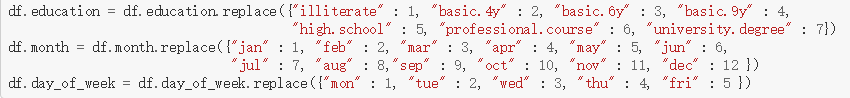 df.education = df.education.replace({"illiterate" : 1, "basic.4y" : 2, "basic.6y" : 3, "basic.9y" : 4,
"high.school" : 5, "professional.course" : 6, "university.degree" : 7})
df.month = df.month.replace({"jan" : 1, "feb" : 2, "mar" : 3, "apr" : 4, "may" : 5, "jun" : 6,
"jul" : 7, "aug" : 8,"sep" : 9, "oct" : 10, "nov" : 11, "dec" : 12 })
df.day_of_week = df.day_of_week.replace({"mon" : 1, "tue" : 2, "wed" : 3, "thu" : 4, "fri" : 5 })